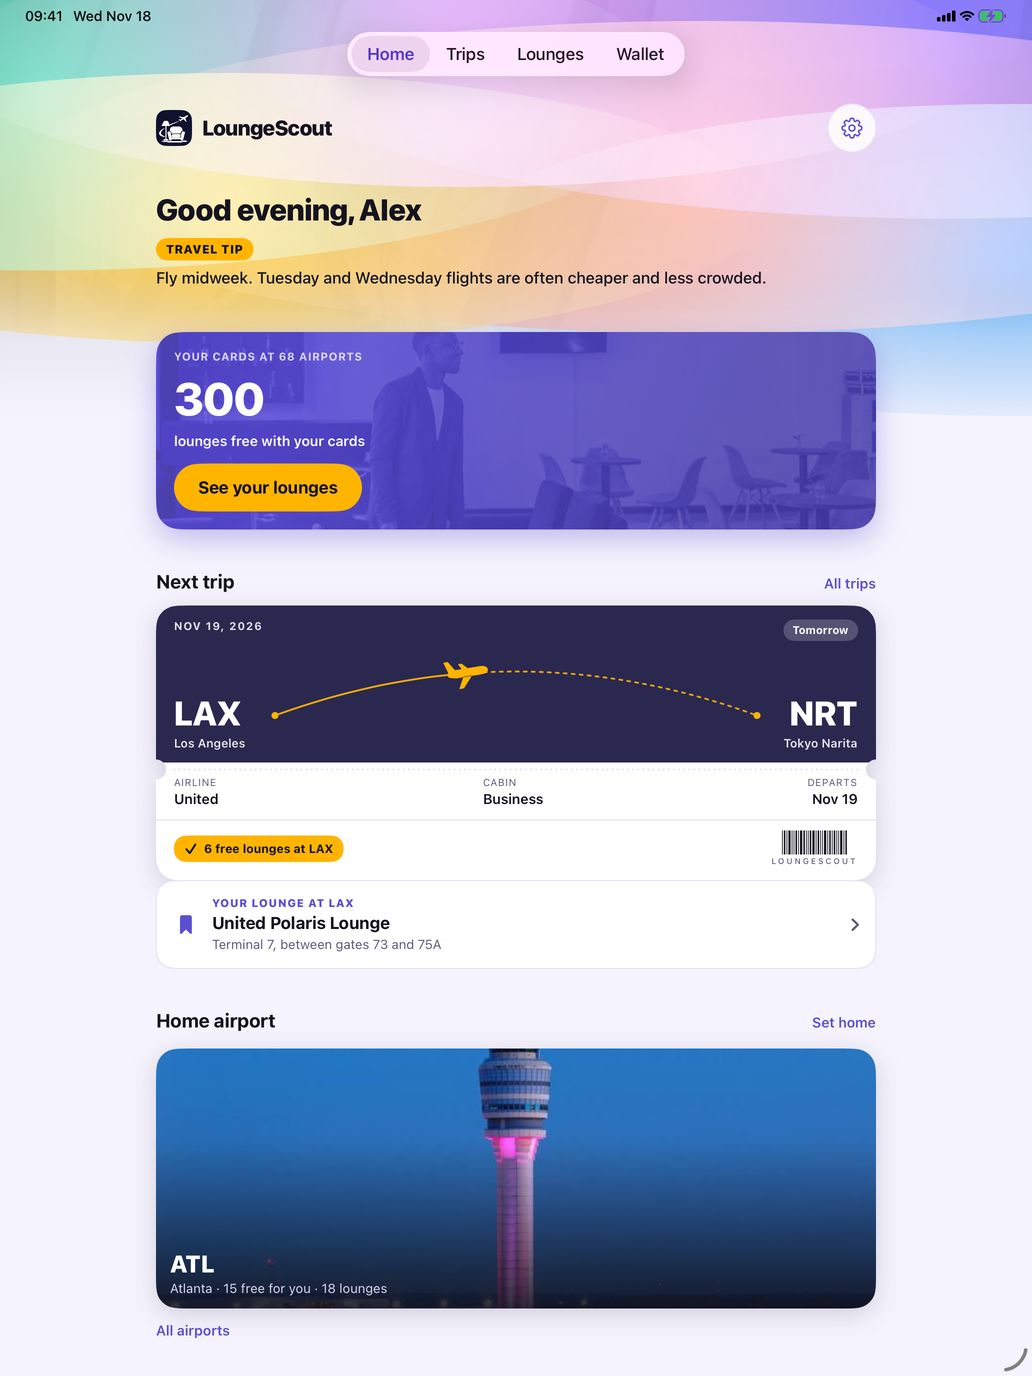 09:41 Wed Nov 18
Home Trips Lounges Wallet
LoungeScout
Good evening, Alex
TRAVEL TIP
Fly midweek. Tuesday and Wednesday flights are often cheaper and less crowded.
YOUR CARDS AT 68 AIRPORTS
300
lounges free with your cards
See your lounges
Next trip All trips
NOV 19, 2026 Tomorrow
LAX NRT
Los Angeles Tokyo Narita
AIRLINE CABIN DEPARTS
United Business Nov 19
6 free lounges at LAX
LOUNGESCOUT
YOUR LOUNGE AT LAX
United Polaris Lounge
Terminal 7, between gates 73 and 75A
Home airport Set home
ATL
Atlanta · 15 free for you · 18 lounges
All airports